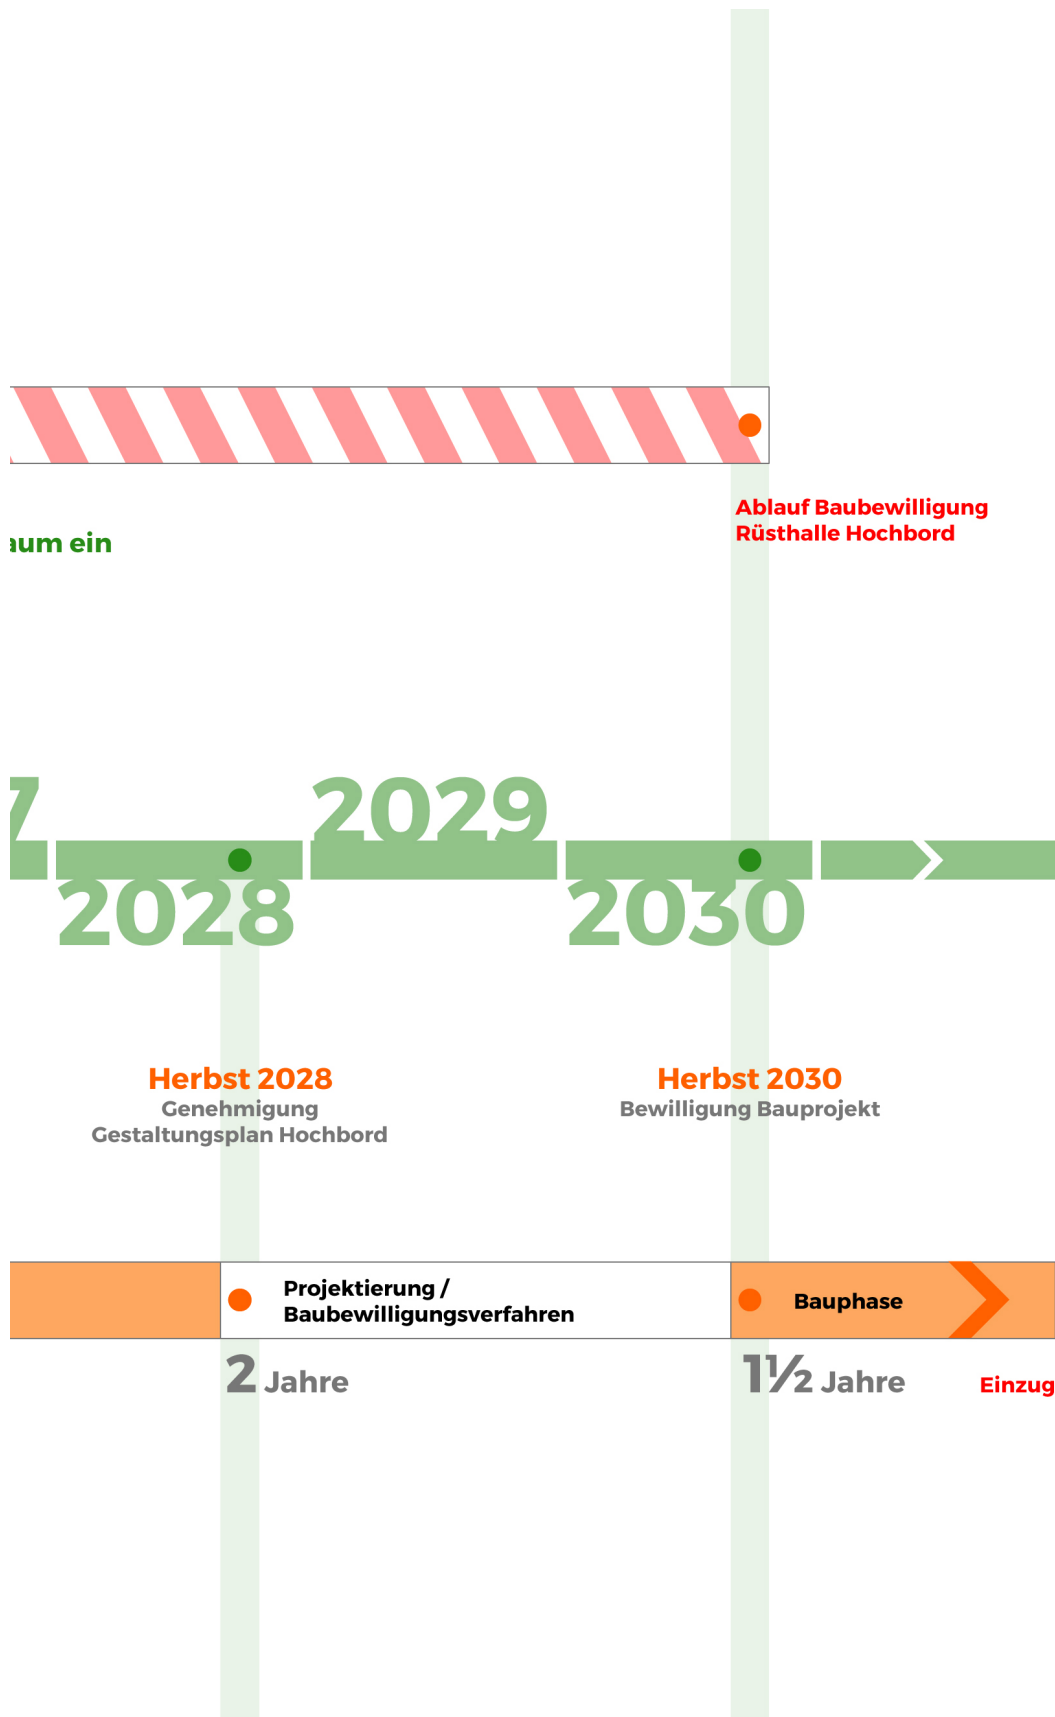 Ablauf Baubewilligung
Rüsthalle Hochbord
ein
2029
2028
2030
Herbst 2028
Genehmigung
Gestaltungsplan Hochbord
Herbst 2030
Bewilligung Bauprojekt
Projektierung /
Baubewilligungsverfahren
Bauphase
2 Jahre
1½ Jahre
Einzug